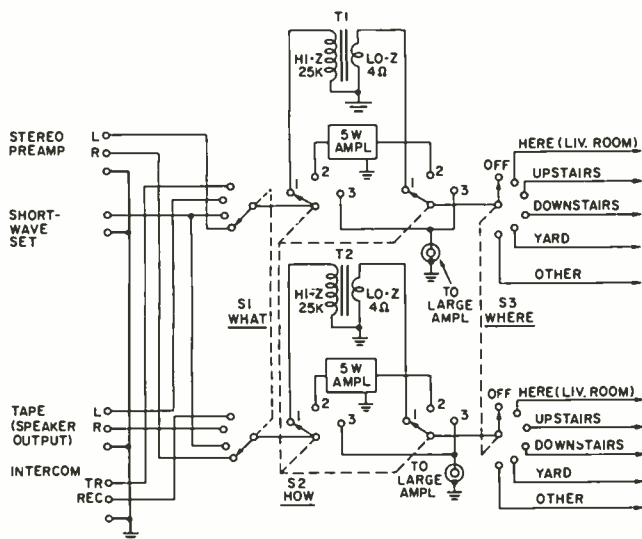 T1
HI-Z
25K
LO-Z
4Ω
STEREO
PREAMP
L
R
5W
AMPL
1
2
3
1
2
3
OFF
HERE (LIV. ROOM)
UPSTAIRS
DOWNSTAIRS
YARD
OTHER
SHORT-
WAVE
SET
TO
LARGE
AMPL
S1
WHAT
T2
HI-Z
25K
LO-Z
4Ω
S3
WHERE
TAPE
(SPEAKER
OUTPUT)
L
R
5W
AMPL
1
2
3
1
2
3
OFF
HERE (LIV. ROOM)
UPSTAIRS
DOWNSTAIRS
YARD
OTHER
INTERCOM
TR
REC
S2
HOW
TO
LARGE
AMPL